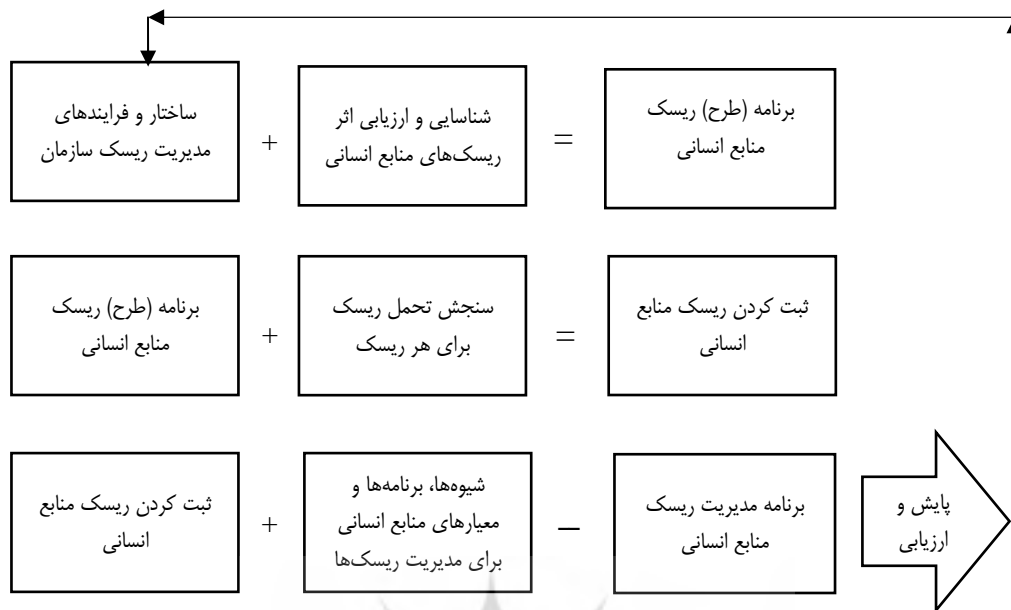 ساختار و فرایندهای
مدیریت ریسک سازمان
+
شناسایی و ارزیابی اثر
ریسک‌های منابع انسانی
=
برنامه (طرح) ریسک
منابع انسانی
برنامه (طرح) ریسک
منابع انسانی
+
سنجش تحمل ریسک
برای هر ریسک
=
ثبت کردن ریسک منابع
انسانی
ثبت کردن ریسک منابع
انسانی
+
شیوه‌ها، برنامه‌ها و
معیارهای منابع انسانی
برای مدیریت ریسک‌ها
–
برنامه مدیریت ریسک
منابع انسانی
پایش و
ارزیابی